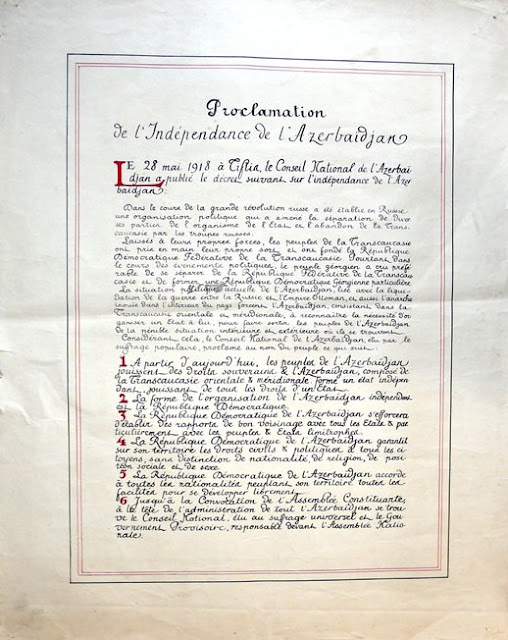 Proclamation
de l'Indépendance de l'Azerbaïdjan
LE 28 mai 1918 à Tiflis, le Conseil National de l'Azerbaï
djan a publié le décret suivant sur l'indépendance de l'Azer
baïdjan:
Dans le cours de la grande révolution russe a été établie en Russie
une organisation politique qui a amené la séparation de diver
ses parties de l'organisme de l'Etat et l'abandon de la Trans
caucasie par les troupes russes.
Laissés à leurs propres forces, les peuples de la Transcaucasie
ont pris en main leur propre sort et ont fondé la République
Démocratique Fédérative de la Transcaucasie. Pourtant dans
le cours des événements politiques, le peuple géorgien a cru préfé
rable de se séparer de la République Fédérative de la Transcau
casie et de former une République Démocratique Géorgienne particulière
La situation politique actuelle de l'Azerbaïdjan, liée avec la liqui
dation de la guerre entre la Russie et l'Empire Ottoman, et aussi l'anarchie
inouïe dans l'intérieur du pays forcent l'Azerbaïdjan, consistant dans la
Transcaucasie orientale et méridionale, à reconnaître la nécessité d'or
ganiser un Etat à lui, pour faire sortir les peuples de l'Azerbaïdjan
de la pénible situation intérieure et extérieure où ils se trouvent.
Considérant cela, le Conseil National de l'Azerbaïdjan, élu par le
suffrage populaire, proclame au nom du peuple ce qui suit:
1 A partir d'aujourd'hui, les peuples de l'Azerbaïdjan
jouissent des droits souverains & l'Azerbaïdjan, composé de
la Transcaucasie orientale & méridionale forme un état indépen
dant jouissant de tous les droits d'un Etat.
2 La forme de l'organisation de l'Azerbaïdjan indépendant
est la République Démocratique.
3 La République Démocratique de l'Azerbaïdjan s'efforcera
d'établir des rapports de bon voisinage avec tous les Etats & par
ticulièrement avec les peuples & Etats limitrophes.
4 La République Démocratique de l'Azerbaïdjan garantit
sur son territoire les droits civils & politiques à tous les ci
toyens, sans distinction de nationalité de religion, de posi
tion sociale et de sexe.
5 La République Démocratique de l'Azerbaïdjan accorde
à toutes les nationalités peuplant son territoire toutes les
facilités pour se développer librement.
6 Jusqu'à la Convocation de l'Assemblée Constituante,
à la tête de l'administration de tout l'Azerbaïdjan se trou
ve le Conseil National, élu au suffrage universel et le Gou
vernement Provisoire, responsable devant l'Assemblée Natio
nale.